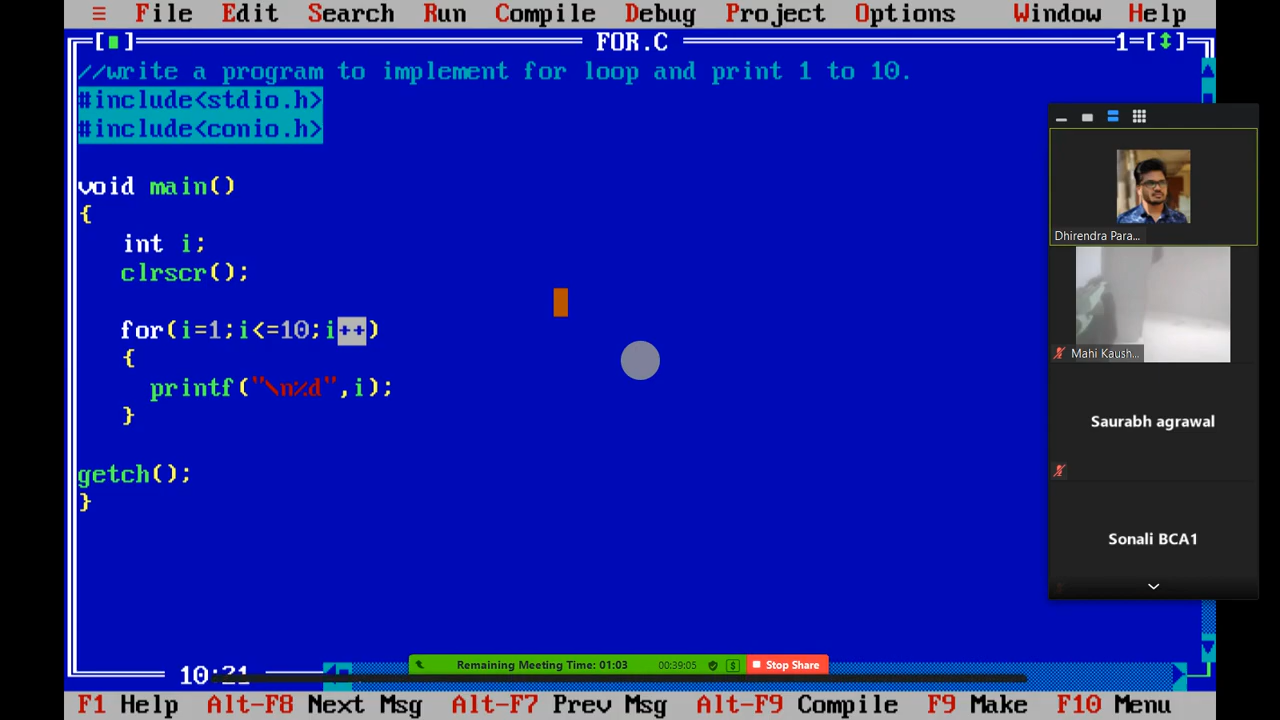 ≡ File Edit Search Run Compile Debug Project Options Window Help
[■] FOR.C 1=[↕]
//write a program to implement for loop and print 1 to 10.
#include<stdio.h>
#include<conio.h>
void main()
{
int i;
clrscr();
for(i=1;i<=10;i++)
{
printf("\n%d",i);
}
getch();
}
10:21
Dhirendra Para...
Mahi Kaush...
Saurabh agrawal
Sonali BCA1
Remaining Meeting Time: 01:03 00:39:05 Stop Share
F1 Help Alt-F8 Next Msg Alt-F7 Prev Msg Alt-F9 Compile F9 Make F10 Menu